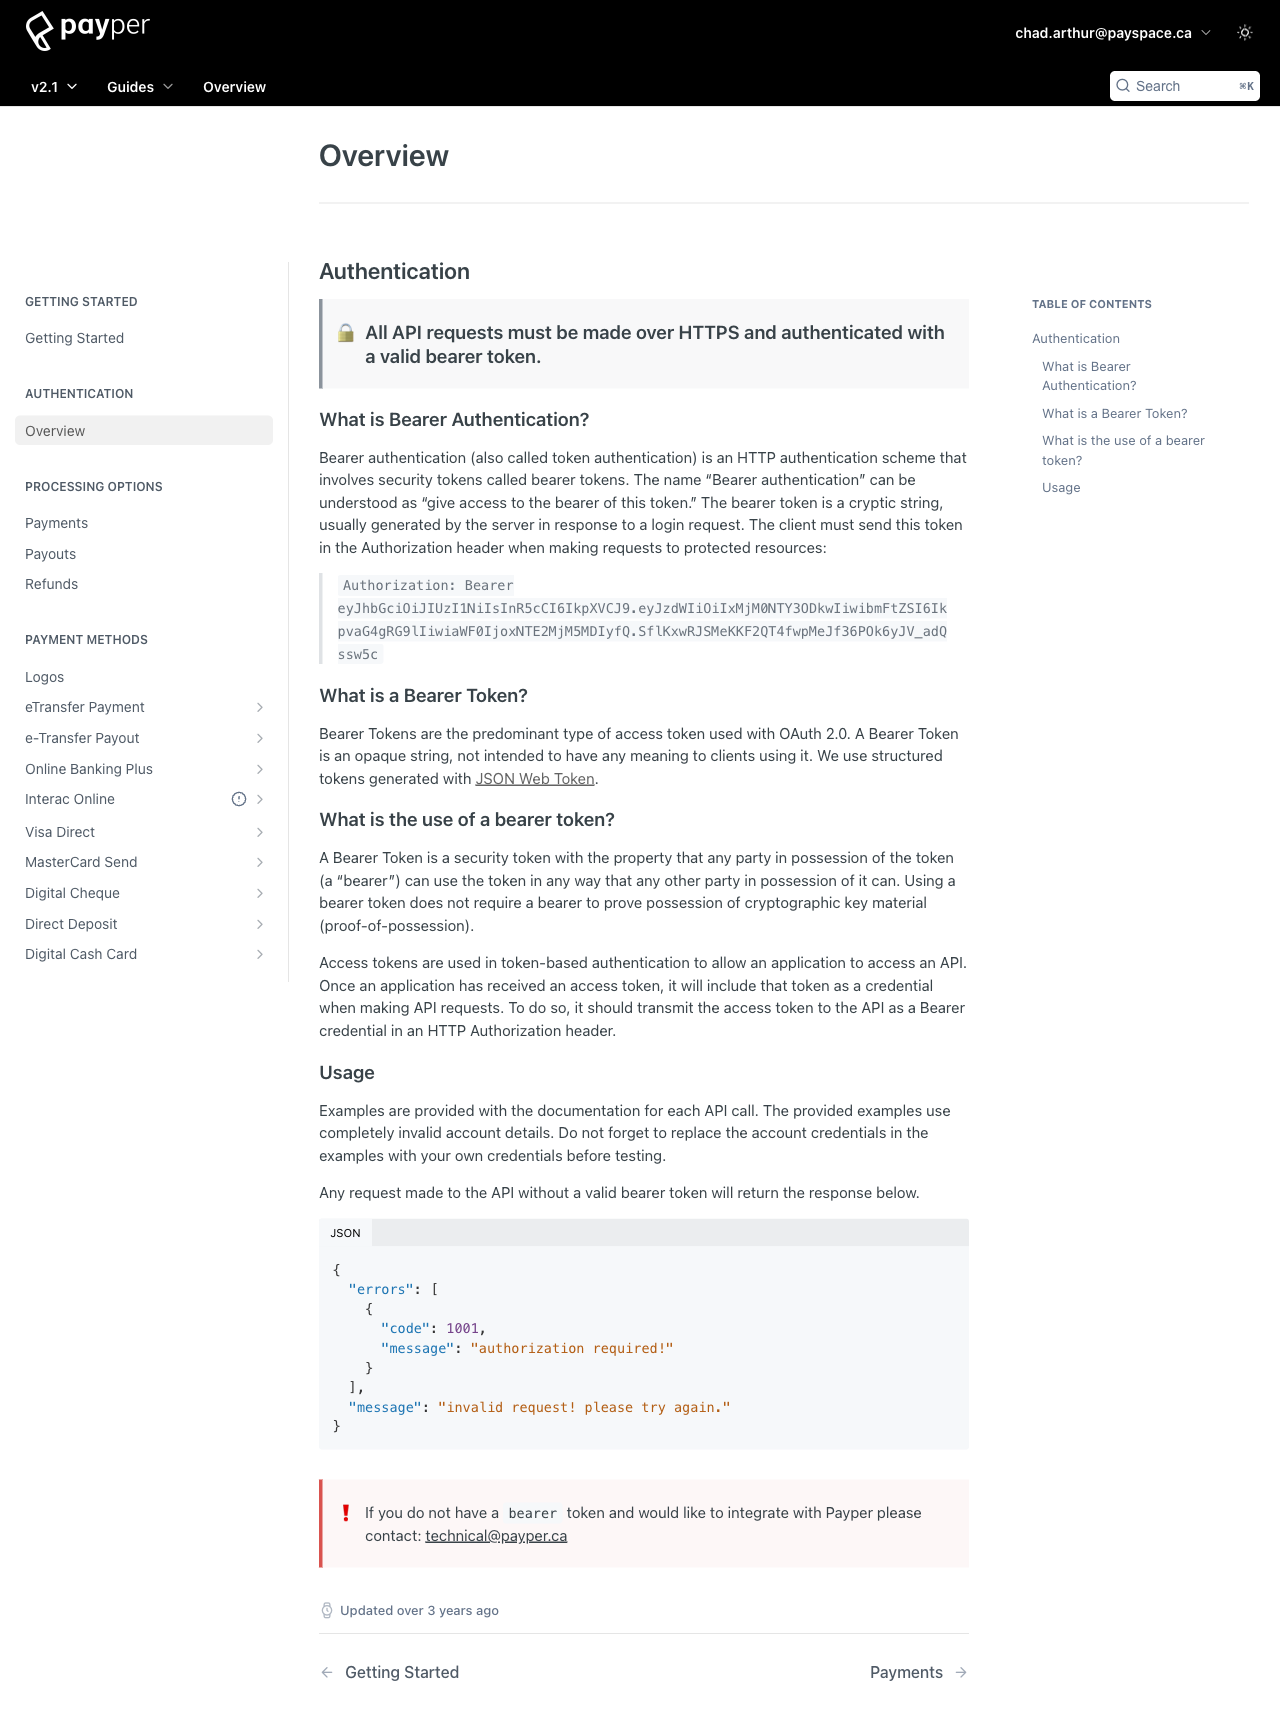 payper
chad.arthur@payspace.ca
v2.1 Guides Overview
Search ⌘K
Overview
GETTING STARTED
Getting Started
AUTHENTICATION
Overview
PROCESSING OPTIONS
Payments
Payouts
Refunds
PAYMENT METHODS
Logos
eTransfer Payment
e-Transfer Payout
Online Banking Plus
Interac Online
Visa Direct
MasterCard Send
Digital Cheque
Direct Deposit
Digital Cash Card
Authentication
All API requests must be made over HTTPS and authenticated with
a valid bearer token.
What is Bearer Authentication?
Bearer authentication (also called token authentication) is an HTTP authentication scheme that
involves security tokens called bearer tokens. The name “Bearer authentication” can be
understood as “give access to the bearer of this token.” The bearer token is a cryptic string,
usually generated by the server in response to a login request. The client must send this token
in the Authorization header when making requests to protected resources:
Authorization: Bearer
eyJhbGciOiJIUzI1NiIsInR5cCI6IkpXVCJ9.eyJzdWIiOiIxMjM0NTY3ODkwIiwibmFtZSI6Ik
pvaG4gRG9lIiwiaWF0IjoxNTE2MjM5MDIyfQ.SflKxwRJSMeKKF2QT4fwpMeJf36POk6yJV_adQ
ssw5c
What is a Bearer Token?
Bearer Tokens are the predominant type of access token used with OAuth 2.0. A Bearer Token
is an opaque string, not intended to have any meaning to clients using it. We use structured
tokens generated with JSON Web Token.
What is the use of a bearer token?
A Bearer Token is a security token with the property that any party in possession of the token
(a “bearer”) can use the token in any way that any other party in possession of it can. Using a
bearer token does not require a bearer to prove possession of cryptographic key material
(proof-of-possession).
Access tokens are used in token-based authentication to allow an application to access an API.
Once an application has received an access token, it will include that token as a credential
when making API requests. To do so, it should transmit the access token to the API as a Bearer
credential in an HTTP Authorization header.
Usage
Examples are provided with the documentation for each API call. The provided examples use
completely invalid account details. Do not forget to replace the account credentials in the
examples with your own credentials before testing.
Any request made to the API without a valid bearer token will return the response below.
JSON
{
  "errors": [
    {
      "code": 1001,
      "message": "authorization required!"
    }
  ],
  "message": "invalid request! please try again."
}
If you do not have a bearer token and would like to integrate with Payper please
contact: technical@payper.ca
Updated over 3 years ago
Getting Started
Payments
TABLE OF CONTENTS
Authentication
What is Bearer
Authentication?
What is a Bearer Token?
What is the use of a bearer
token?
Usage